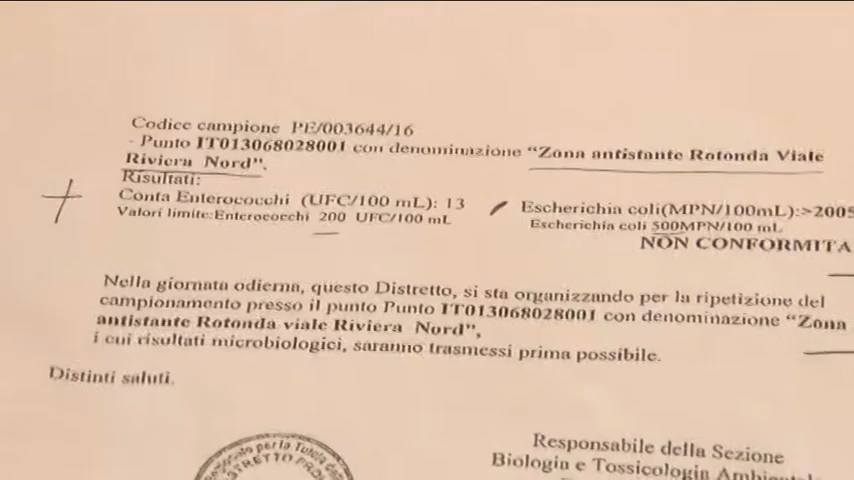 Codice campione PE/003644/16
- Punto IT013068028001 con denominazione “Zona antistante Rotonda Viale
Riviera Nord”.
Risultati:
Conta Enterococchi (UFC/100 mL): 13 Escherichia coli(MPN/100mL):>2005
Valori limite:Enterococchi 200 UFC/100 mL Escherichia coli 500MPN/100 mL
NON CONFORMITA
Nella giornata odierna, questo Distretto, si sta organizzando per la ripetizione del
campionamento presso il punto Punto IT013068028001 con denominazione “Zona
antistante Rotonda viale Riviera Nord”,
i cui risultati microbiologici, saranno trasmessi prima possibile.
Distinti saluti.
per la Tutela
Responsabile della Sezione
Biologia e Tossicologia